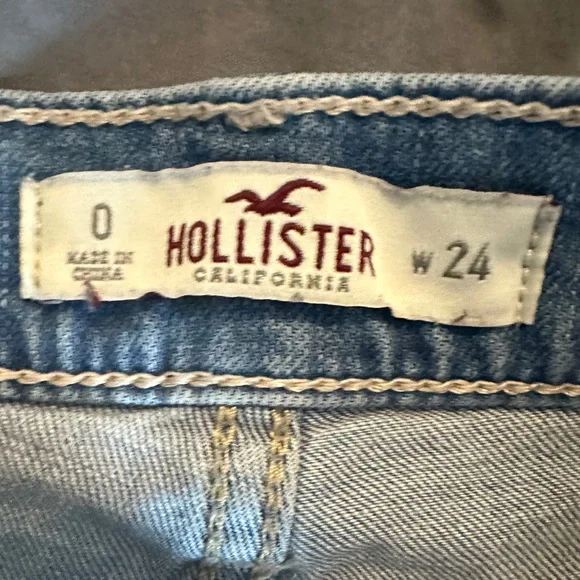 0
MADE IN
CHINA
HOLLISTER
CALIFORNIA
W 24